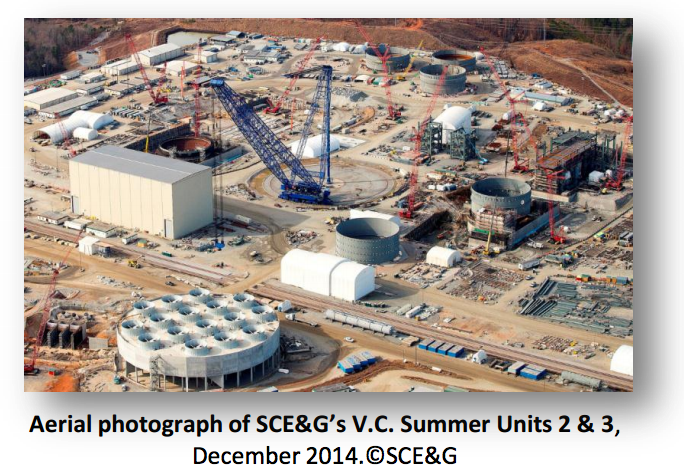 Aerial photograph of SCE&G’s V.C. Summer Units 2 & 3,
December 2014.©SCE&G